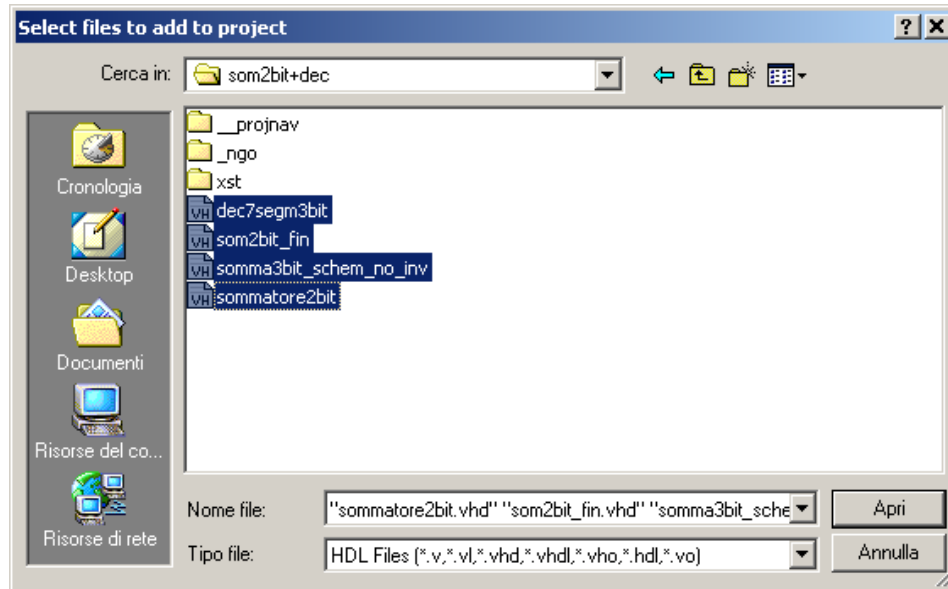 Select files to add to project
Cerca in:
som2bit+dec
__projnav
_ngo
xst
dec7segm3bit
som2bit_fin
somma3bit_schem_no_inv
sommatore2bit
Cronologia
Desktop
Documenti
Risorse del co...
Risorse di rete
Nome file:
"sommatore2bit.vhd" "som2bit_fin.vhd" "somma3bit_sche
Apri
Tipo file:
HDL Files (*.v,*.vl,*.vhd,*.vhdl,*.vho,*.hdl,*.vo)
Annulla